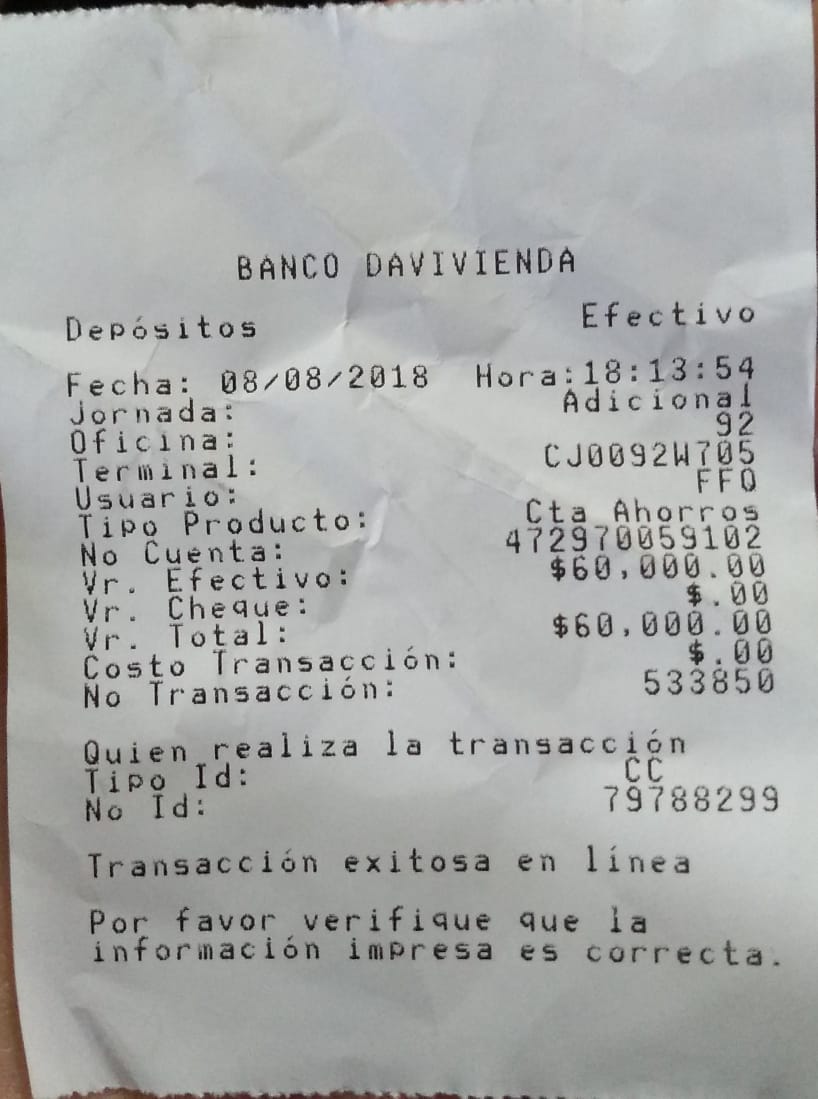 BANCO DAVIVIENDA
Depósitos Efectivo
Fecha: 08/08/2018 Hora:18:13:54
Jornada: Adicional
Oficina: 92
Terminal: CJ0092W705
Usuario: FFQ
Tipo Producto: Cta Ahorros
No Cuenta: 472970059102
Vr. Efectivo: $60,000.00
Vr. Cheque: $.00
Vr. Total: $60,000.00
Costo Transacción: $.00
No Transacción: 533850
Quien realiza la transacción
Tipo Id: CC
No Id: 79788299
Transacción exitosa en línea
Por favor verifique que la
información impresa es correcta.